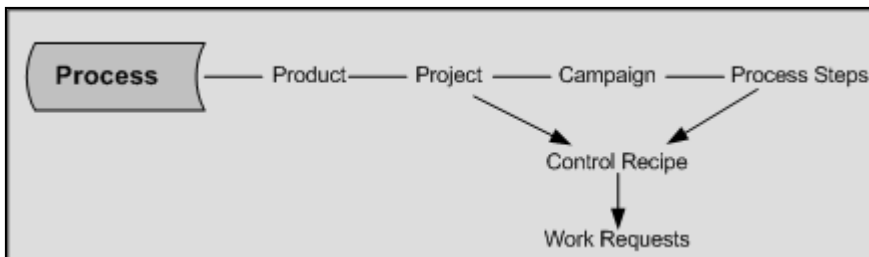 Process Product Project Campaign Process Steps
Control Recipe
Work Requests